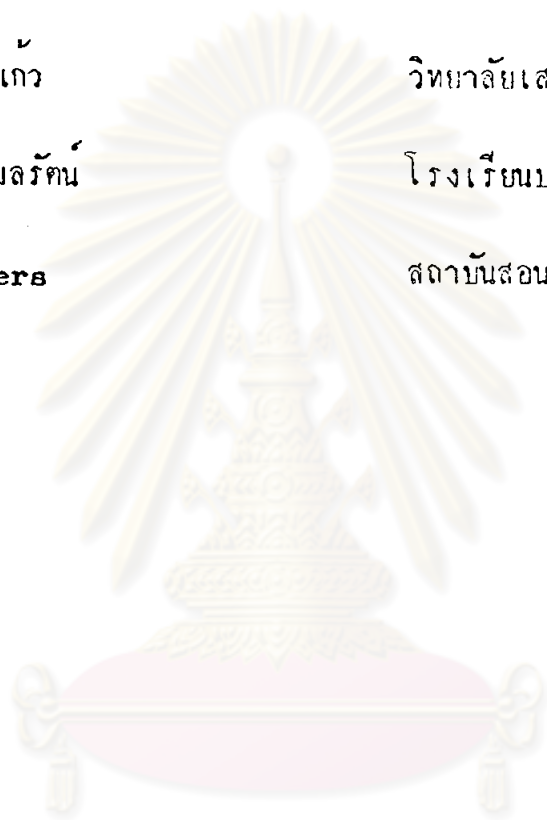 แก้ว วิทยาลัยเส
มลรัตน์ โรงเรียนบ
ers สถาบันสอน